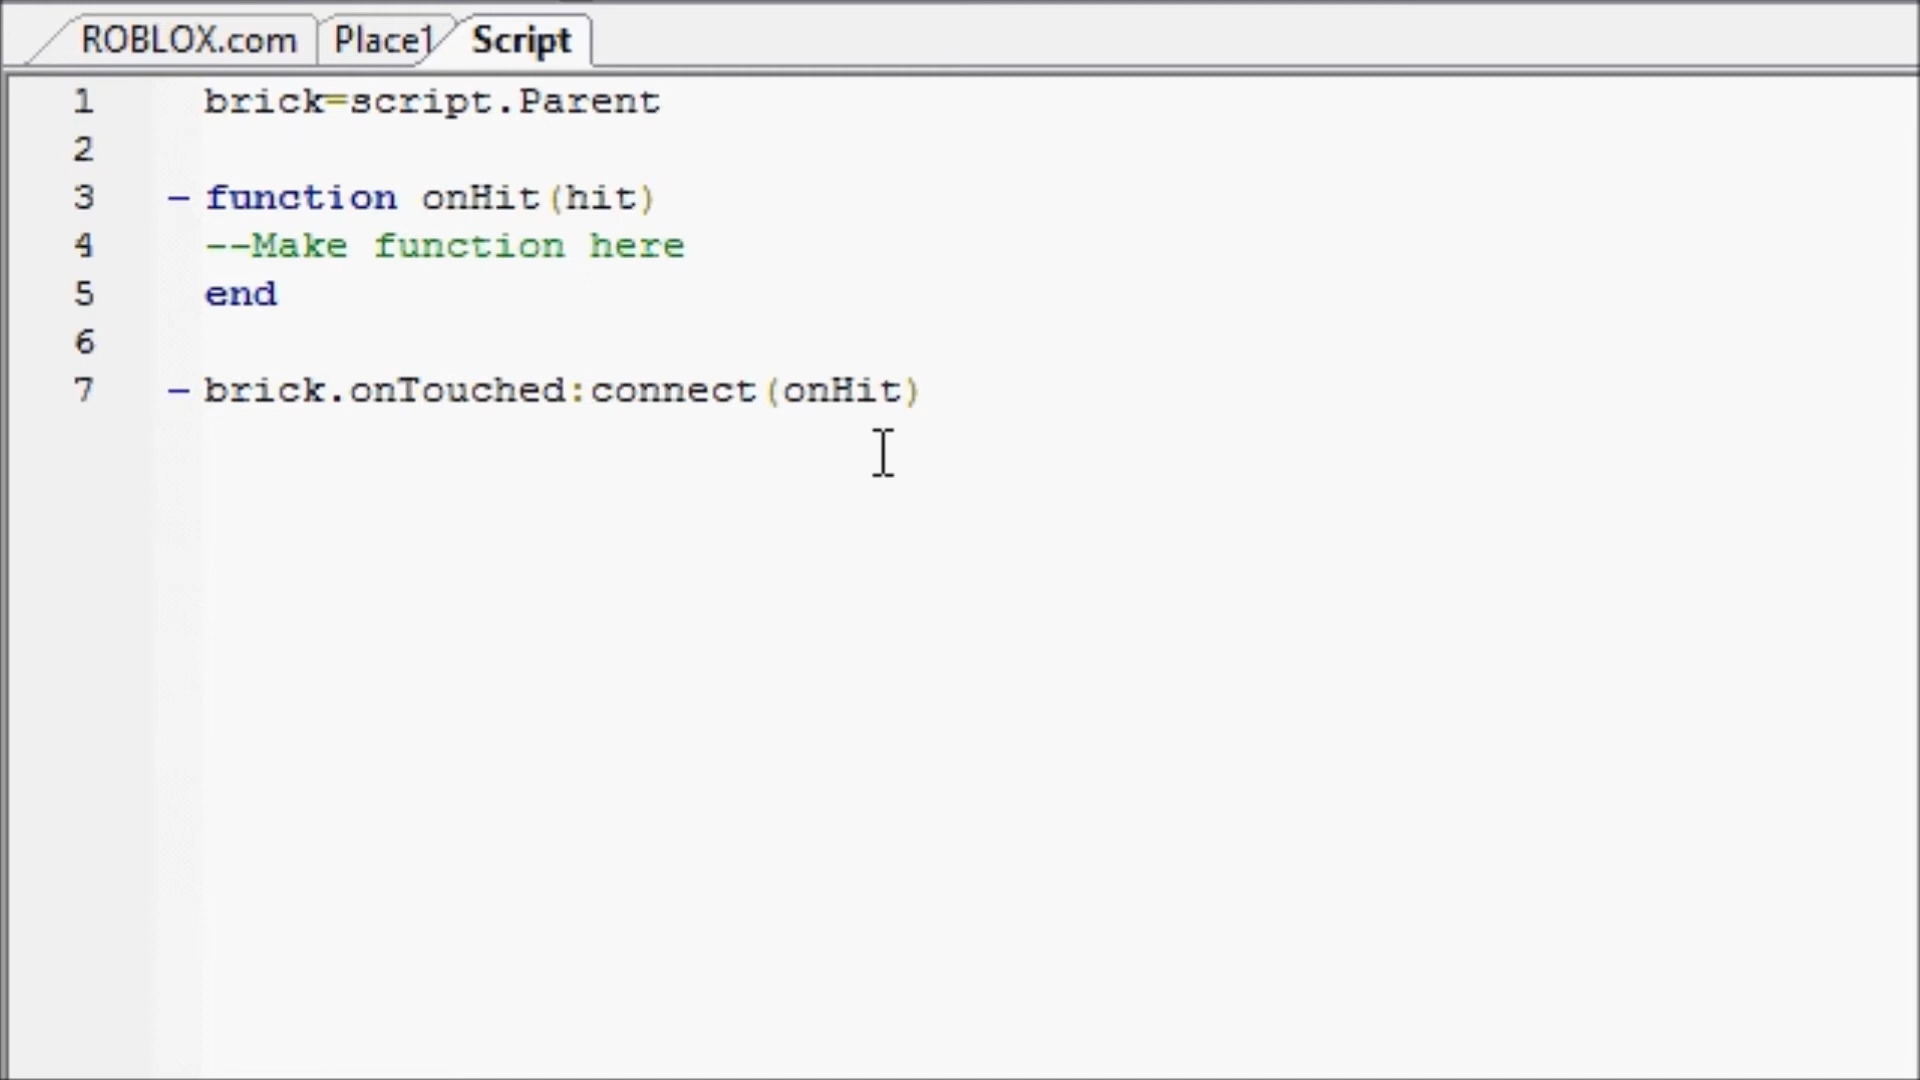 ROBLOX.com Place1 Script
1 brick=script.Parent
2
3 - function onHit(hit)
4 --Make function here
5 end
6
7 - brick.onTouched:connect(onHit)